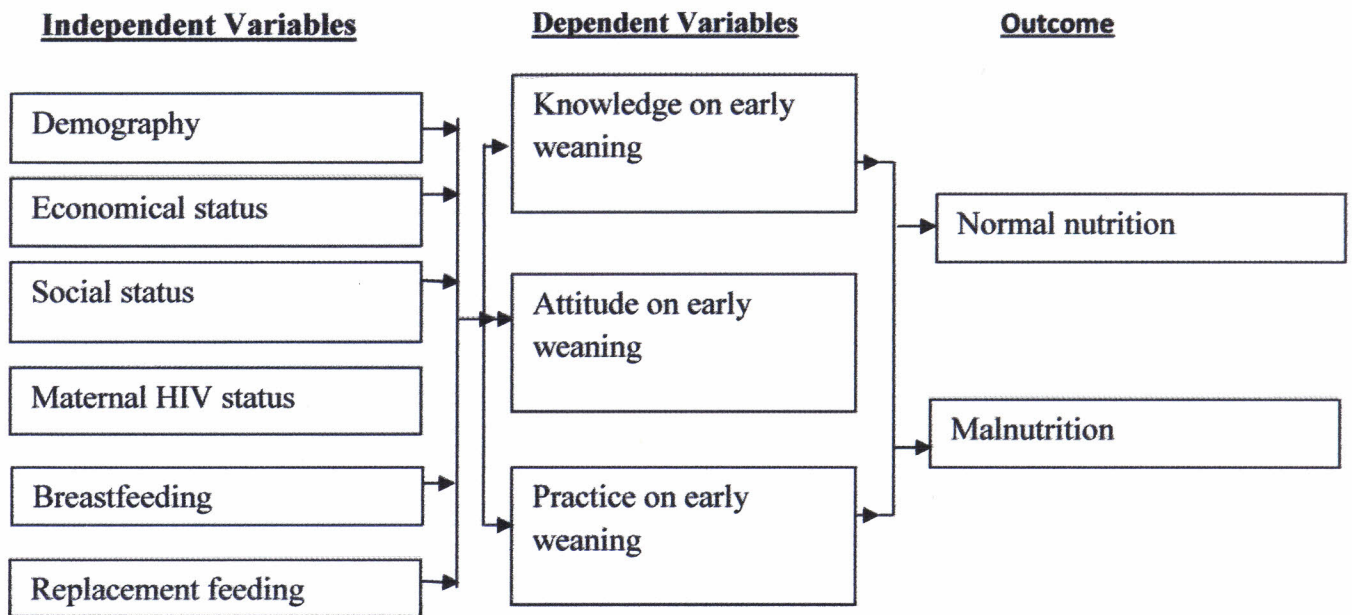 Independent Variables
Dependent Variables
Outcome
Demography
Economical status
Social status
Maternal HIV status
Breastfeeding
Replacement feeding
Knowledge on early
weaning
Attitude on early
weaning
Practice on early
weaning
Normal nutrition
Malnutrition